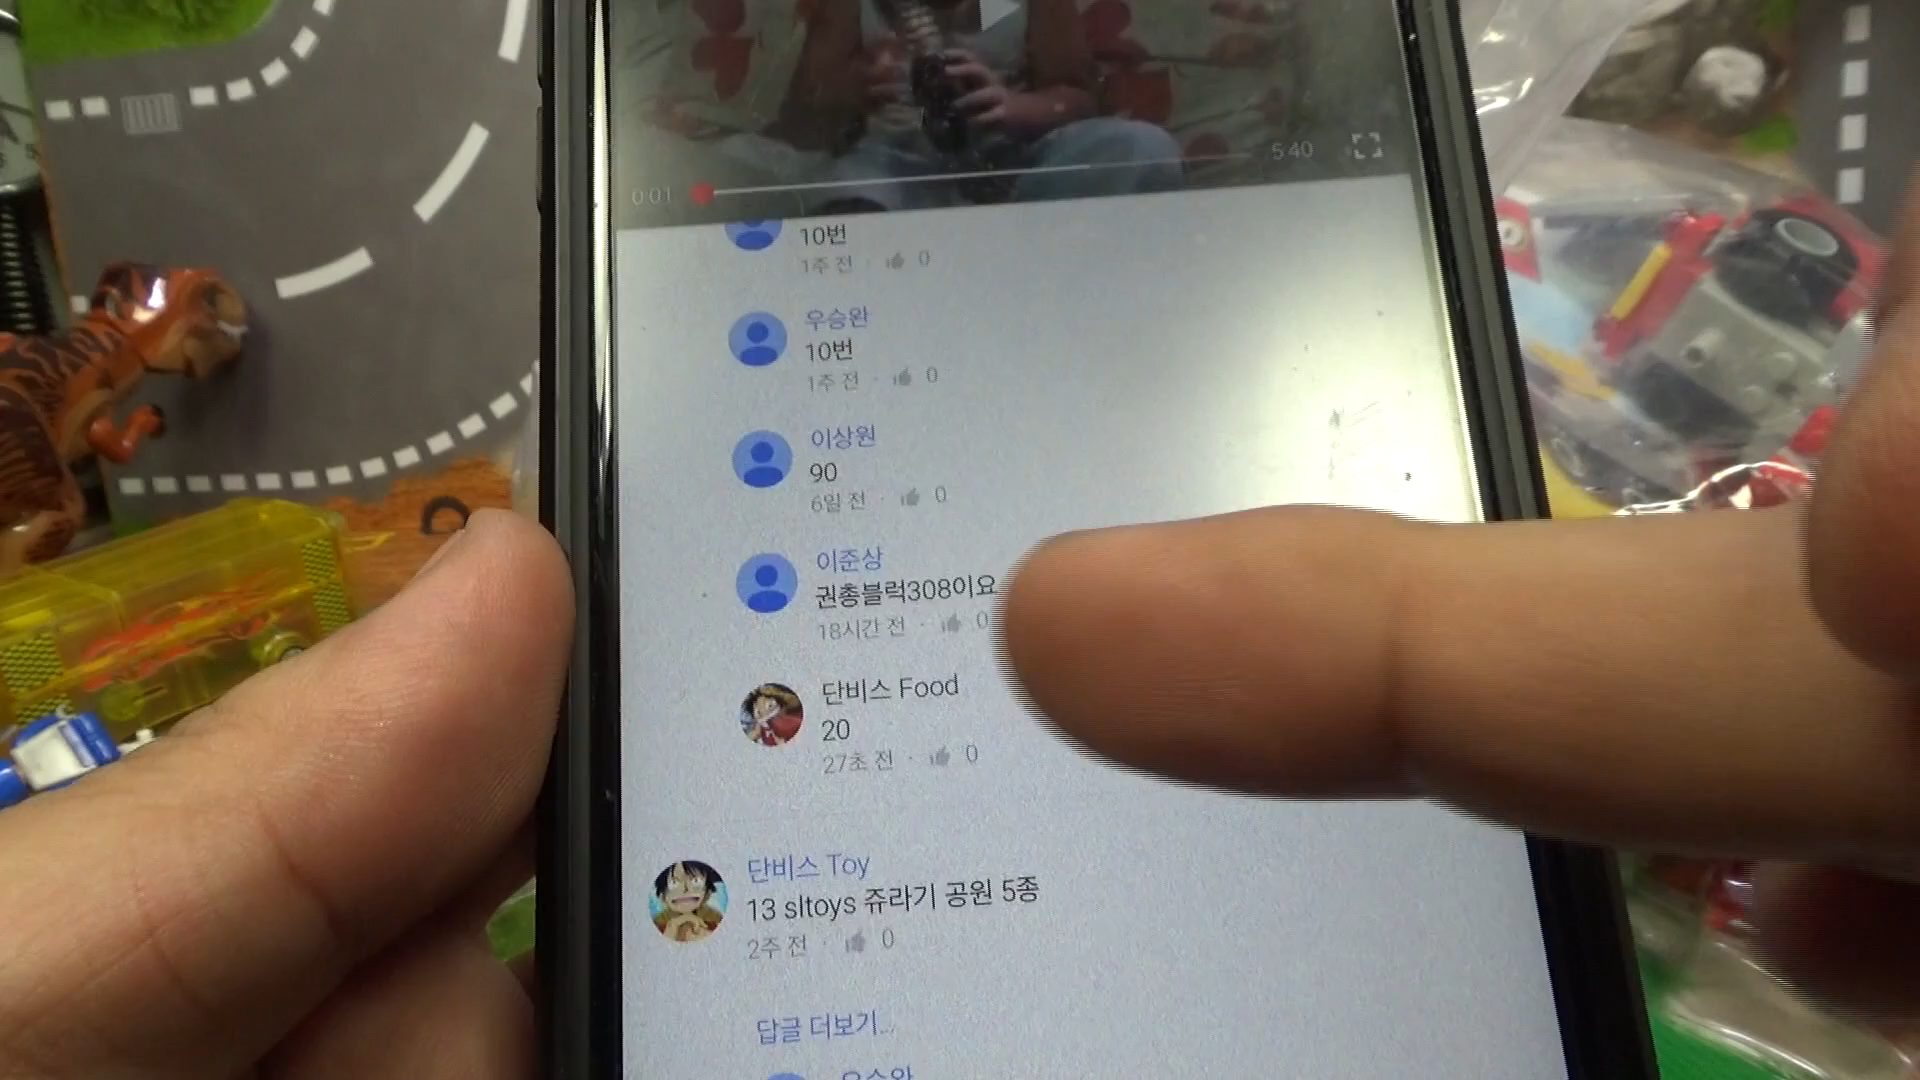 5:40
0:01
10번
1주 전 · 0
우승완
10번
1주 전 · 0
이상원
90
6일 전 · 0
이준상
권총블럭308이요
18시간 전 · 0
단비스 Food
20
27초 전 · 0
단비스 Toy
13 sltoys 쥬라기 공원 5종
2주 전 · 0
답글 더보기...